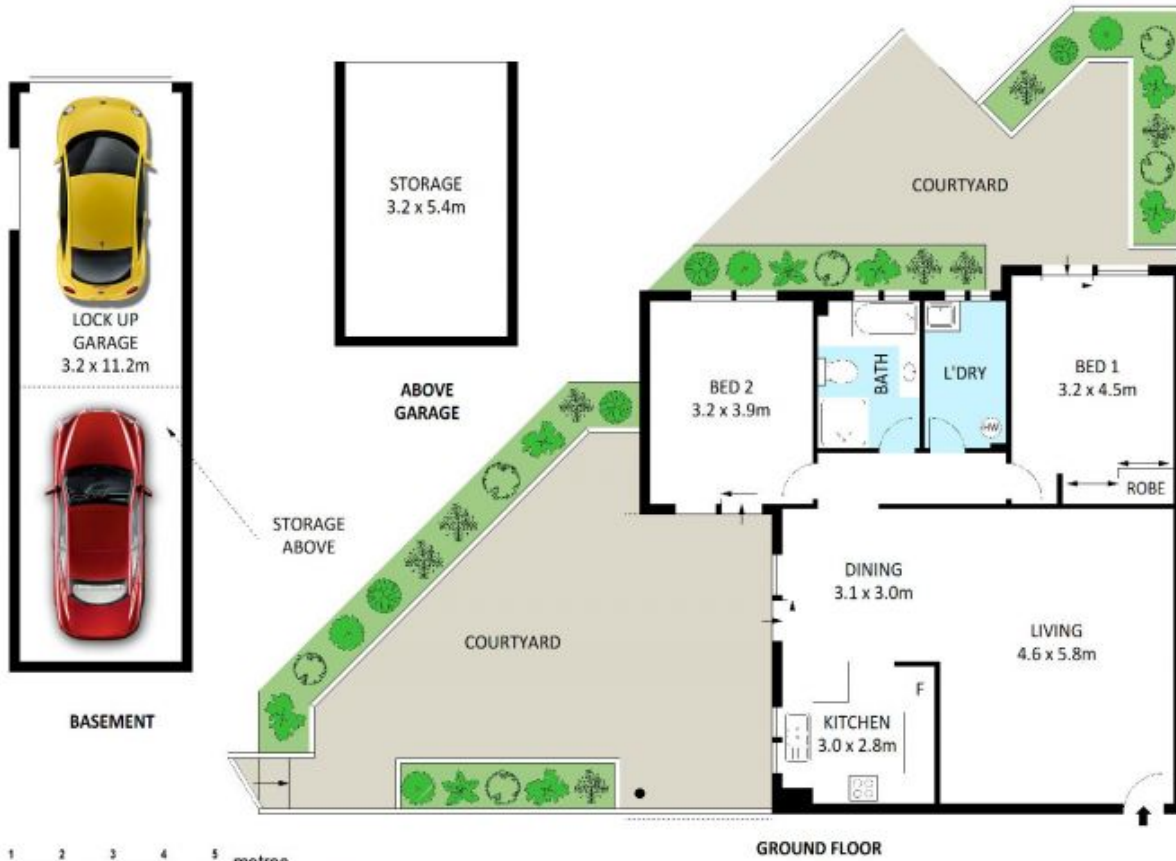 LOCK UP
GARAGE
3.2 x 11.2m
STORAGE
ABOVE
BASEMENT
STORAGE
3.2 x 5.4m
ABOVE
GARAGE
COURTYARD
BED 2
3.2 x 3.9m
BATH
L'DRY
HW
BED 1
3.2 x 4.5m
ROBE
COURTYARD
DINING
3.1 x 3.0m
LIVING
4.6 x 5.8m
F
KITCHEN
3.0 x 2.8m
GROUND FLOOR
1 2 3 4 5 metres